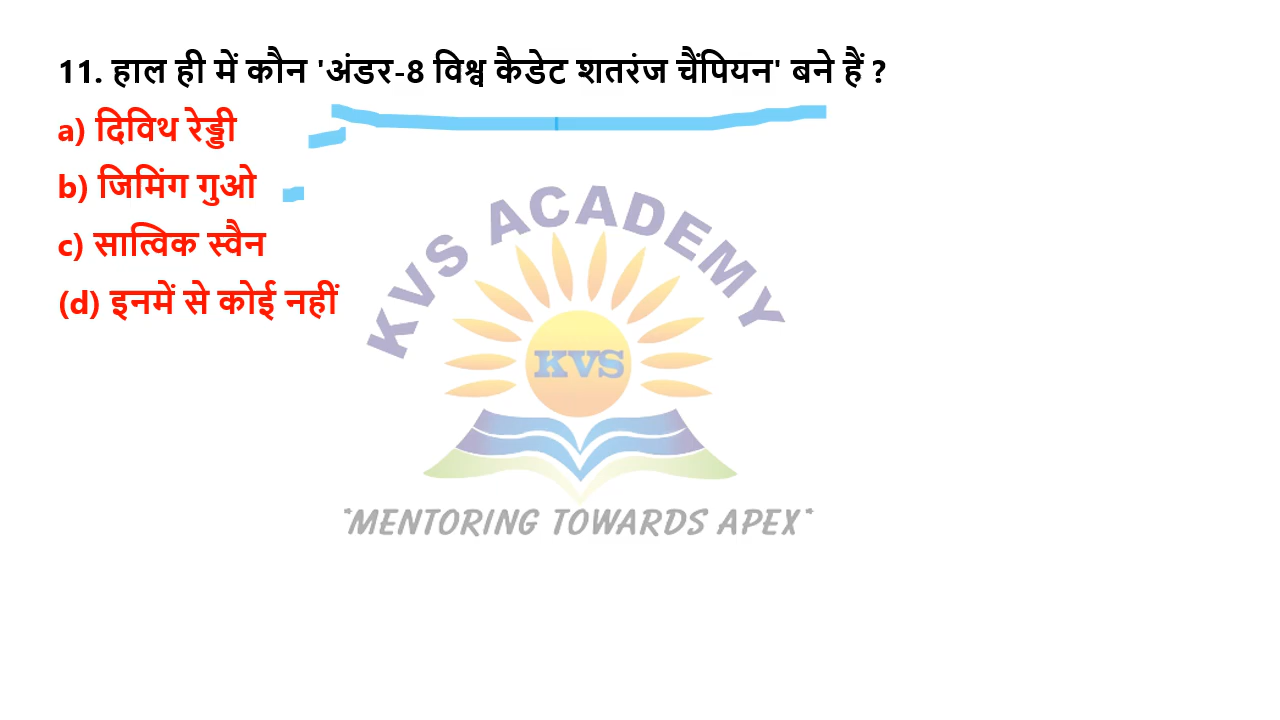 11. हाल ही में कौन 'अंडर-8 विश्व कैडेट शतरंज चैंपियन' बने हैं ?
a) दिविथ रेड्डी
b) जिमिंग गुओ
c) सात्विक स्वैन
(d) इनमें से कोई नहीं
KVS ACADEMY
KVS
"MENTORING TOWARDS APEX"